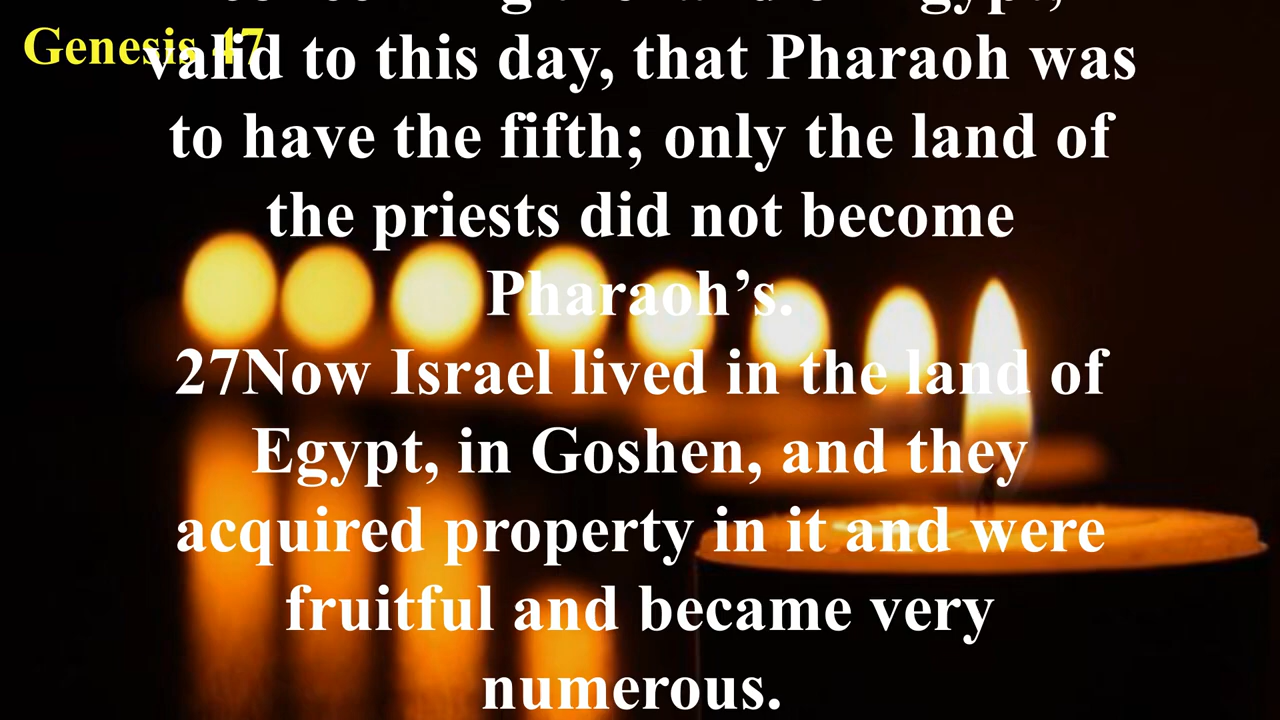 Genesis 47
valid to this day, that Pharaoh was
to have the fifth; only the land of
the priests did not become
Pharaoh’s.
27Now Israel lived in the land of
Egypt, in Goshen, and they
acquired property in it and were
fruitful and became very
numerous.